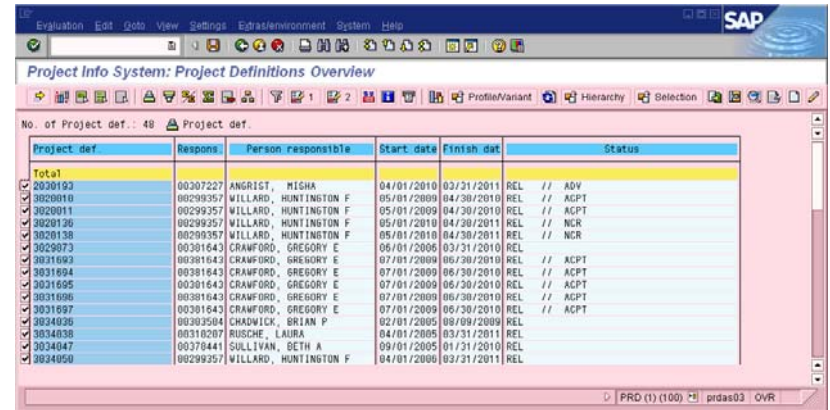 Evaluation Edit Goto View Settings Extras/environment System Help
SAP
Project Info System: Project Definitions Overview
1 2 Profile/Variant Hierarchy Selection
No. of Project def.: 48 Project def.
Project def. Respons. Person responsible Start date Finish dat Status
Total
2030193 00307227 ANGRIST, MISHA 04/01/2010 03/31/2011 REL // ADV
3020010 00299357 WILLARD, HUNTINGTON F 05/01/2009 04/30/2010 REL // ACPT
3020011 00299357 WILLARD, HUNTINGTON F 05/01/2009 04/30/2010 REL // ACPT
3020136 00299357 WILLARD, HUNTINGTON F 05/01/2010 04/30/2011 REL // NCR
3020138 00299357 WILLARD, HUNTINGTON F 05/01/2010 04/30/2011 REL // NCR
3029873 00381643 CRAWFORD, GREGORY E 06/01/2006 03/31/2010 REL
3031693 00381643 CRAWFORD, GREGORY E 07/01/2009 06/30/2010 REL // ACPT
3031694 00381643 CRAWFORD, GREGORY E 07/01/2009 06/30/2010 REL // ACPT
3031695 00381643 CRAWFORD, GREGORY E 07/01/2009 06/30/2010 REL // ACPT
3031696 00381643 CRAWFORD, GREGORY E 07/01/2009 06/30/2010 REL // ACPT
3031697 00381643 CRAWFORD, GREGORY E 07/01/2009 06/30/2010 REL // ACPT
3034036 00303504 CHADWICK, BRIAN P 02/01/2005 08/09/2009 REL
3034038 00310207 RUSCHE, LAURA 04/01/2005 03/31/2011 REL
3034047 00378441 SULLIVAN, BETH A 09/01/2005 01/31/2010 REL
3034050 00299357 WILLARD, HUNTINGTON F 04/01/2006 03/31/2011 REL
PRD (1) (100) prdas03 OVR